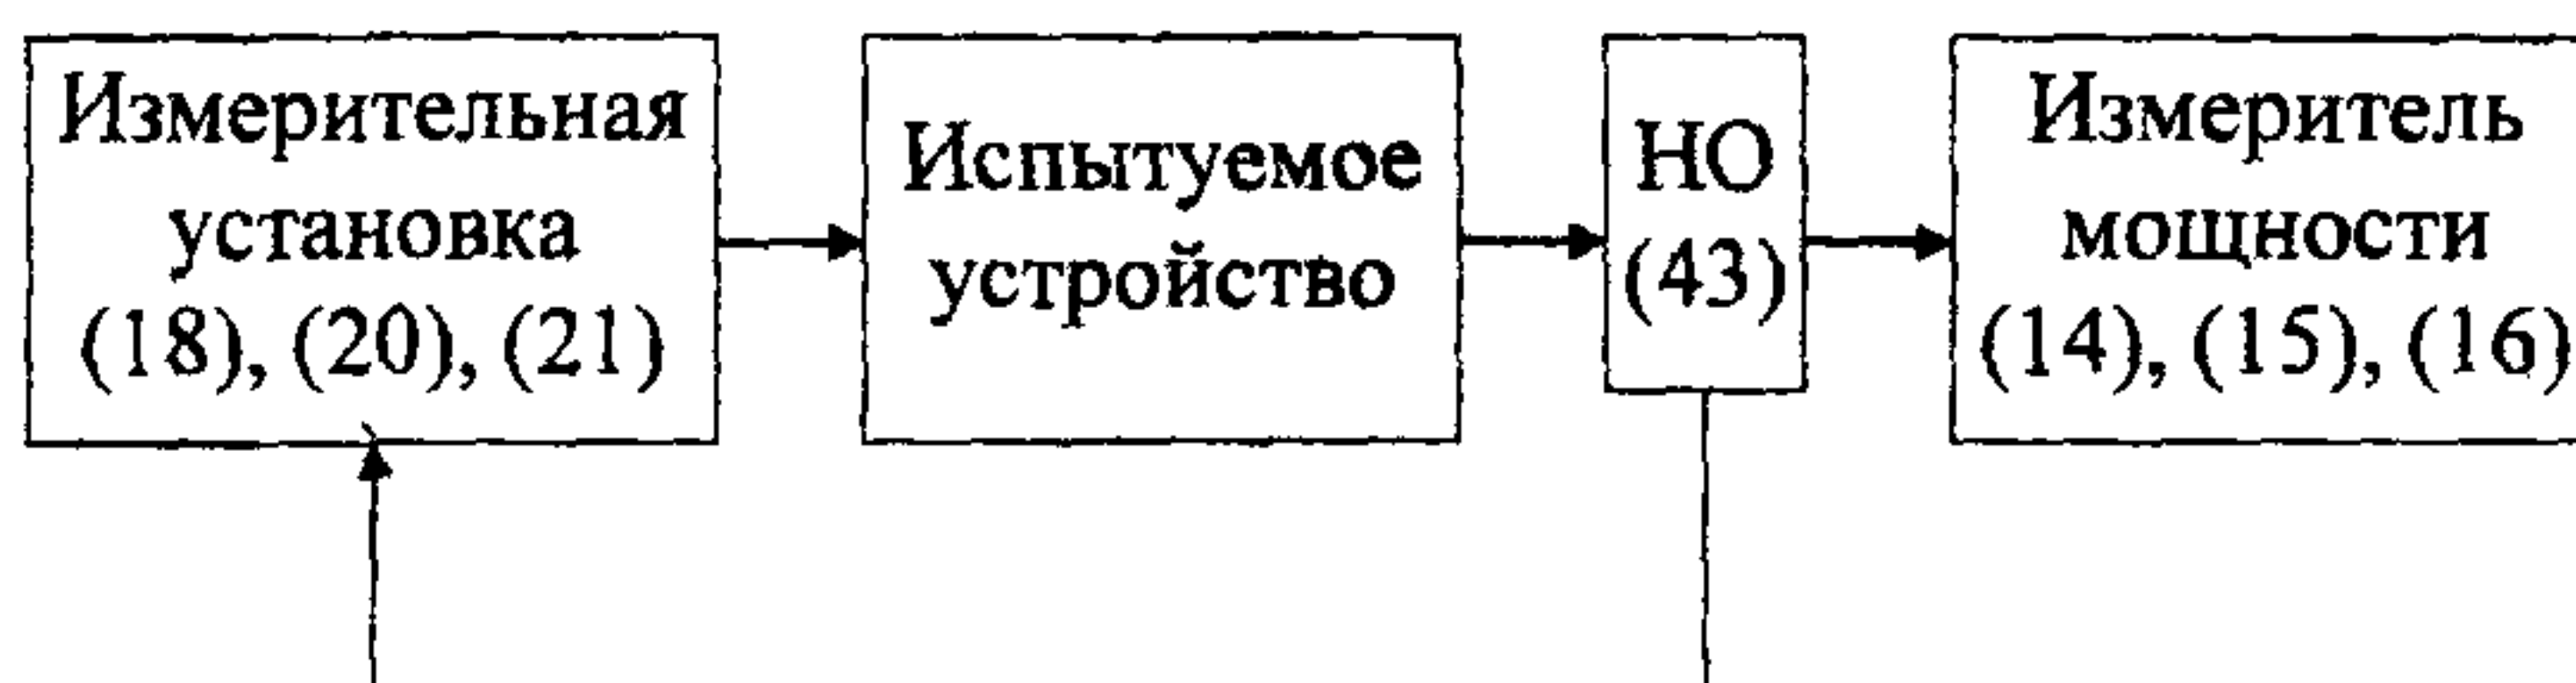 Измерительная
установка
(18), (20), (21)
Испытуемое
устройство
НО
(43)
Измеритель
мощности
(14), (15), (16)